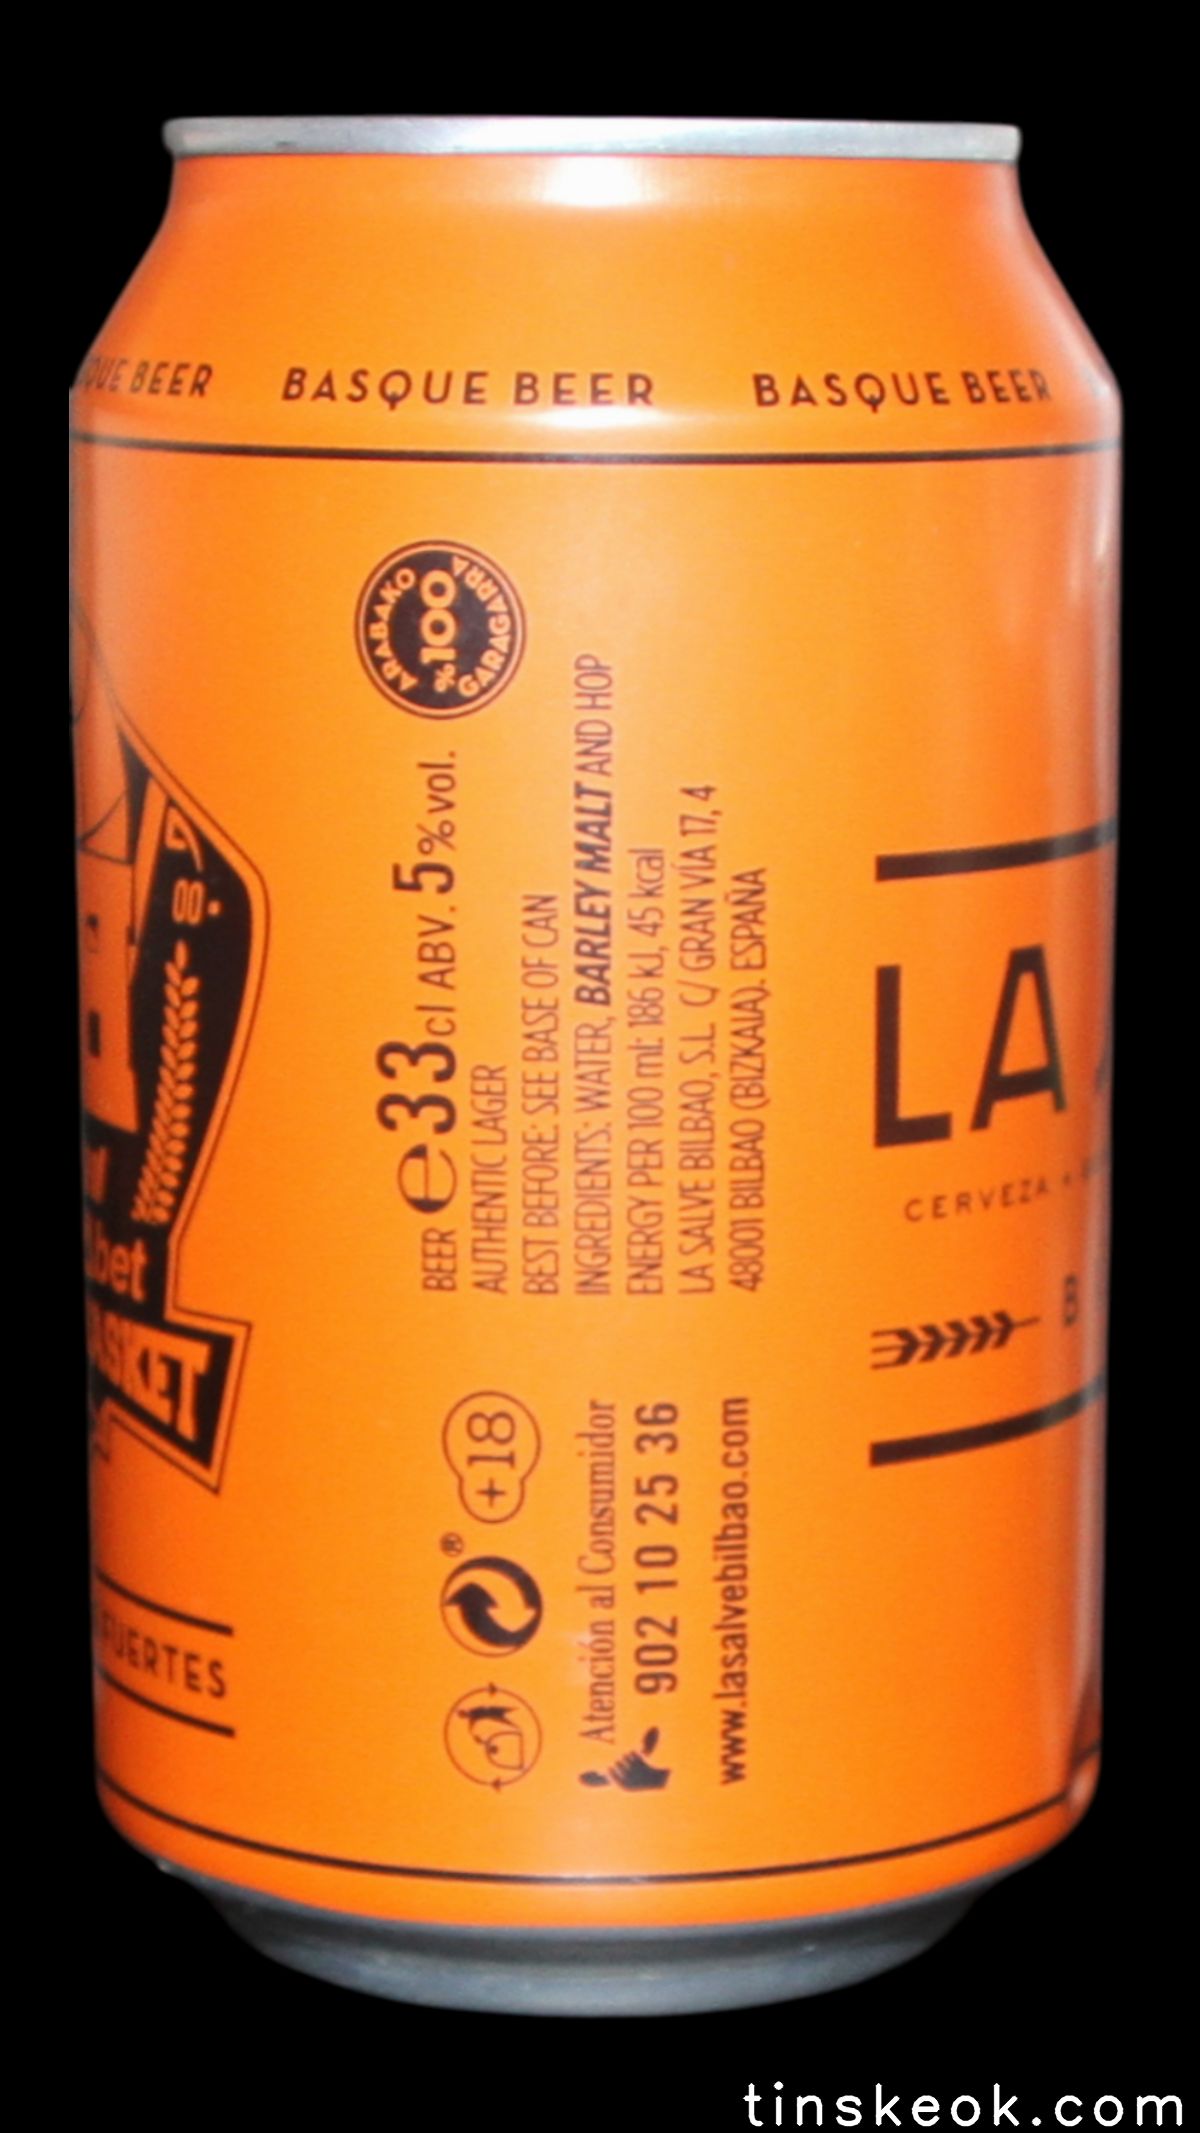 BEER
BASQUE BEER
BASQUE BEER
ARABAKO
%100
GARAGARRA
BEER ℮33cl ABV. 5%vol.
AUTHENTIC LAGER
BEST BEFORE: SEE BASE OF CAN
INGREDIENTS: WATER, BARLEY MALT AND HOP
ENERGY PER 100 ml: 186 kJ, 45 kcal
LA SALVE BILBAO, S.L. C/ GRAN VÍA 17, 4
48001 BILBAO (BIZKAIA). ESPAÑA
+18
®
Atención al Consumidor
902 10 25 36
www.lasalvebilbao.com
LA
CERVEZA
B
tinskeok.com